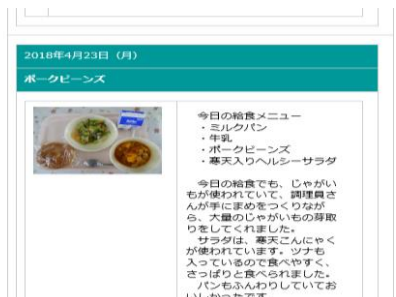 2018年4月23日（月）
ポークビーンズ
今日の給食メニュー
・ミルクパン
・牛乳
・ポークビーンズ
・寒天入りヘルシーサラダ
今日の給食でも、じゃがい
もが使われていて、調理員さ
んが手にまめをつくりなが
ら、大量のじゃがいもの芽取
りをしてくれました。
サラダは、寒天こんにゃく
が使われています。ツナも
入っているので食べやすく、
さっぱりと食べられました。
パンもふんわりしていてお
いしかったです